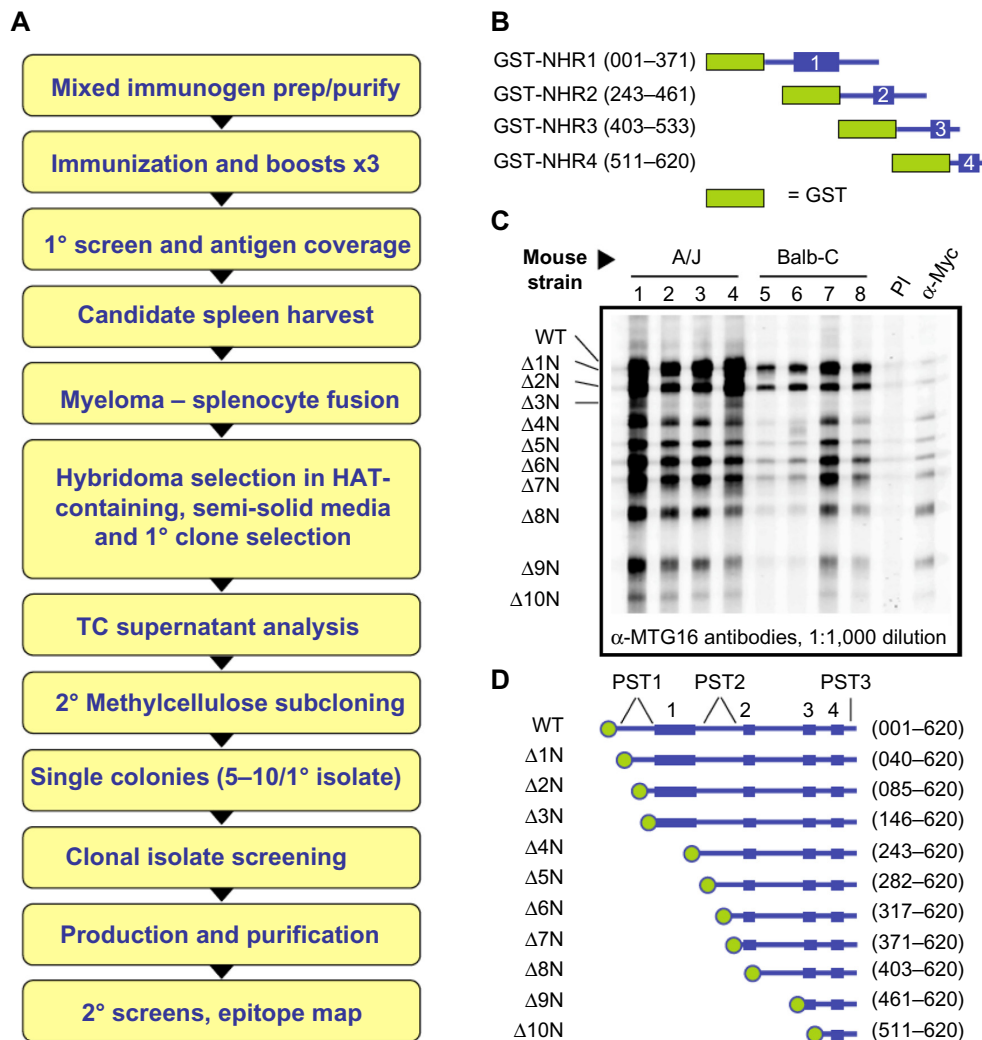 A
Mixed immunogen prep/purify
Immunization and boosts x3
1° screen and antigen coverage
Candidate spleen harvest
Myeloma – splenocyte fusion
Hybridoma selection in HAT-
containing, semi-solid media
and 1° clone selection
TC supernatant analysis
2° Methylcellulose subcloning
Single colonies (5–10/1° isolate)
Clonal isolate screening
Production and purification
2° screens, epitope map
B
GST-NHR1 (001–371) 1
GST-NHR2 (243–461) 2
GST-NHR3 (403–533) 3
GST-NHR4 (511–620) 4
= GST
C
Mouse
strain
A/J Balb-C
1 2 3 4 5 6 7 8 PI α-Myc
WT
Δ1N
Δ2N
Δ3N
Δ4N
Δ5N
Δ6N
Δ7N
Δ8N
Δ9N
Δ10N
α-MTG16 antibodies, 1:1,000 dilution
D
PST1 PST2 PST3
1 2 3 4
WT (001–620)
Δ1N (040–620)
Δ2N (085–620)
Δ3N (146–620)
Δ4N (243–620)
Δ5N (282–620)
Δ6N (317–620)
Δ7N (371–620)
Δ8N (403–620)
Δ9N (461–620)
Δ10N (511–620)